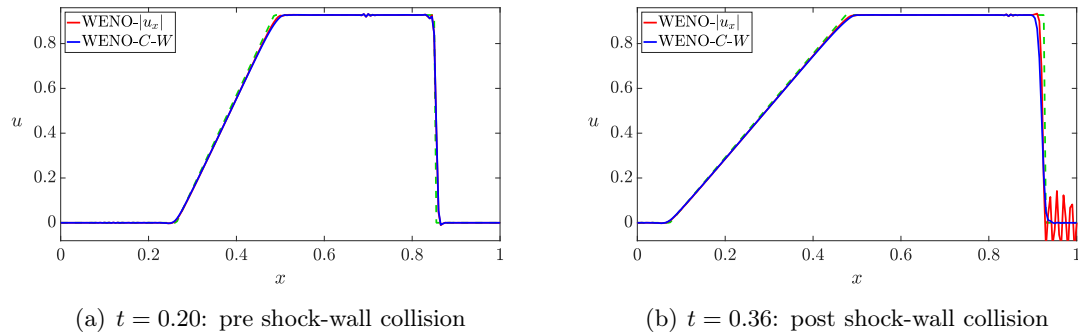 WENO-|u_x|
WENO-C-W
0.8
0.6
u
0.4
0.2
0
0 0.2 0.4 0.6 0.8 1
x
(a) t = 0.20: pre shock-wall collision
WENO-|u_x|
WENO-C-W
0.8
0.6
u
0.4
0.2
0
0 0.2 0.4 0.6 0.8 1
x
(b) t = 0.36: post shock-wall collision